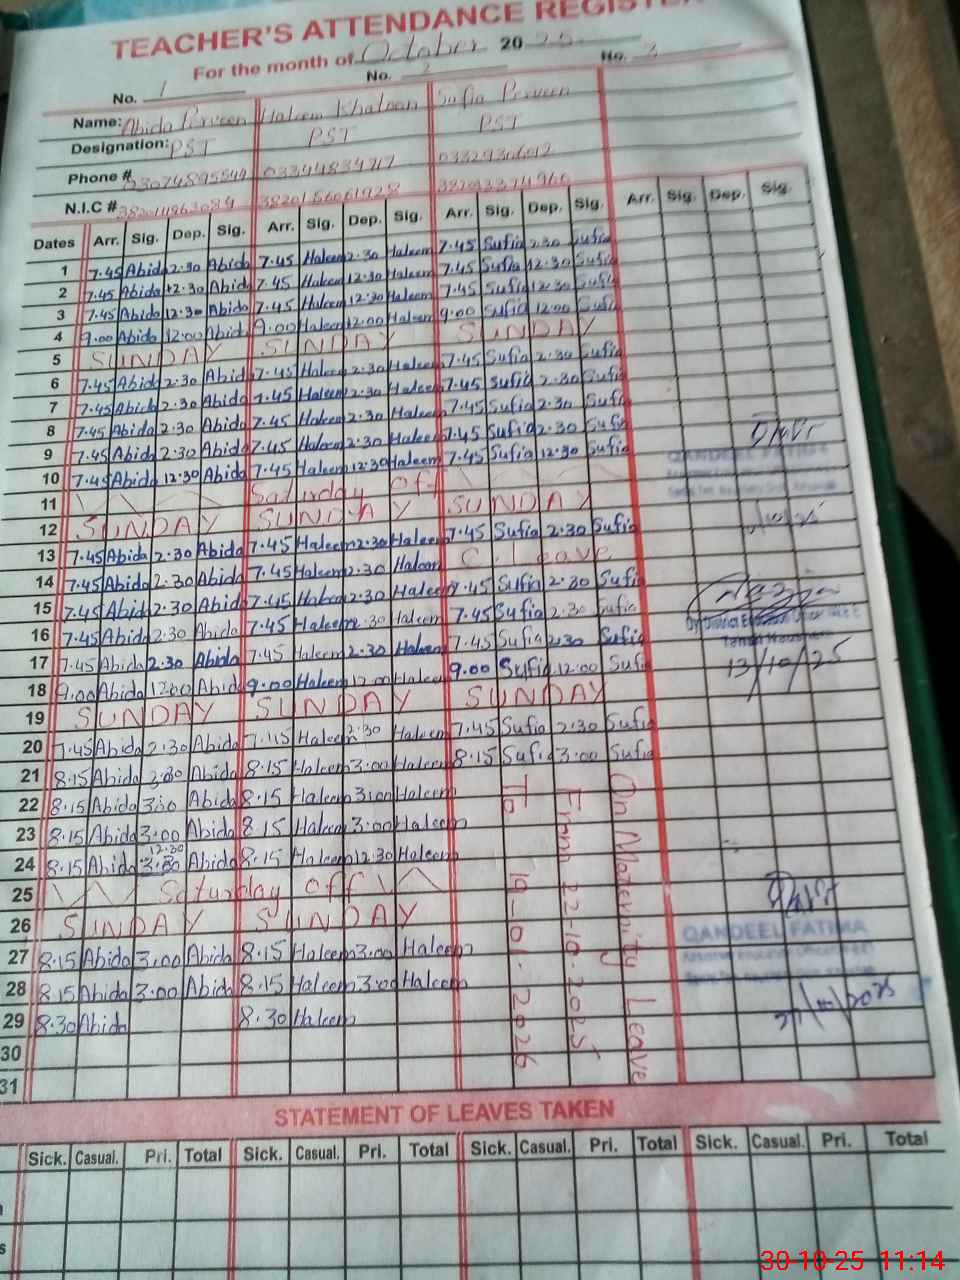 TEACHER'S ATTENDANCE REGISTER
For the month of October 2025
No. 1 No. 2 No. 3
Name: Abida Perveen Haleem Khatoon Sufia Perveen
Designation: PST PST PST
Phone #
N.I.C #
Dates Arr. Sig. Dep. Sig. Arr. Sig. Dep. Sig. Arr. Sig. Dep. Sig. Arr. Sig. Dep. Sig.
1 7.45 Abida 2.30 Abida 7.45 Haleem 2.30 Haleem 7.45 Sufia 2.30 Sufia
2 7.45 Abida 12.30 Abida 7.45 Haleem 12.30 Haleem 7.45 Sufia 12.30 Sufia
3 7.45 Abida 12.30 Abida 7.45 Haleem 12.30 Haleem 7.45 Sufia 12.30 Sufia
4 9.00 Abida 12.00 Abida 9.00 Haleem 12.00 Haleem 9.00 Sufia 12.00 Sufia
5 SUNDAY SUNDAY SUNDAY
6 7.45 Abida 2.30 Abida 7.45 Haleem 2.30 Haleem 7.45 Sufia 2.30 Sufia
7 7.45 Abida 2.30 Abida 7.45 Haleem 2.30 Haleem 7.45 Sufia 2.30 Sufia
8 7.45 Abida 2.30 Abida 7.45 Haleem 2.30 Haleem 7.45 Sufia 2.30 Sufia
9 7.45 Abida 2.30 Abida 7.45 Haleem 2.30 Haleem 7.45 Sufia 2.30 Sufia
10 7.45 Abida 12.30 Abida 7.45 Haleem 12.30 Haleem 7.45 Sufia 12.30 Sufia
11 Saturday Off
12 SUNDAY SUNDAY SUNDAY
13 7.45 Abida 2.30 Abida 7.45 Haleem 2.30 Haleem 7.45 Sufia 2.30 Sufia
14 7.45 Abida 2.30 Abida 7.45 Haleem 2.30 Haleem C. Leave
15 7.45 Abida 2.30 Abida 7.45 Haleem 2.30 Haleem 7.45 Sufia 2.30 Sufia
16 7.45 Abida 2.30 Abida 7.45 Haleem 2.30 Haleem 7.45 Sufia 2.30 Sufia
17 7.45 Abida 2.30 Abida 7.45 Haleem 2.30 Haleem 7.45 Sufia 2.30 Sufia
18 9.00 Abida 12.00 Abida 9.00 Haleem 12.00 Haleem 9.00 Sufia 12.00 Sufia
19 SUNDAY SUNDAY SUNDAY
20 7.45 Abida 2.30 Abida 7.45 Haleem 2.30 Haleem 7.45 Sufia 2.30 Sufia
21 8.15 Abida 3.00 Abida 8.15 Haleem 3.00 Haleem 8.15 Sufia 3.00 Sufia
22 8.15 Abida 3.00 Abida 8.15 Haleem 3.00 Haleem
23 8.15 Abida 3.00 Abida 8.15 Haleem 3.00 Haleem
24 8.15 Abida 12.30 Abida 8.15 Haleem 12.30 Haleem
25 Saturday off
26 SUNDAY SUNDAY
27 8.15 Abida 3.00 Abida 8.15 Haleem 3.00 Haleem
28 8.15 Abida 3.00 Abida 8.15 Haleem 3.00 Haleem
29 8.30 Abida 8.30 Haleem
30
31
On Maternity Leave
From 22-10-2025
To 19-01-2026
QANDEEL FATIMA
13/10/25
QANDEEL FATIMA
STATEMENT OF LEAVES TAKEN
Sick. Casual. Pri. Total Sick. Casual. Pri. Total Sick. Casual. Pri. Total Sick. Casual. Pri. Total
30-10-25 11:14